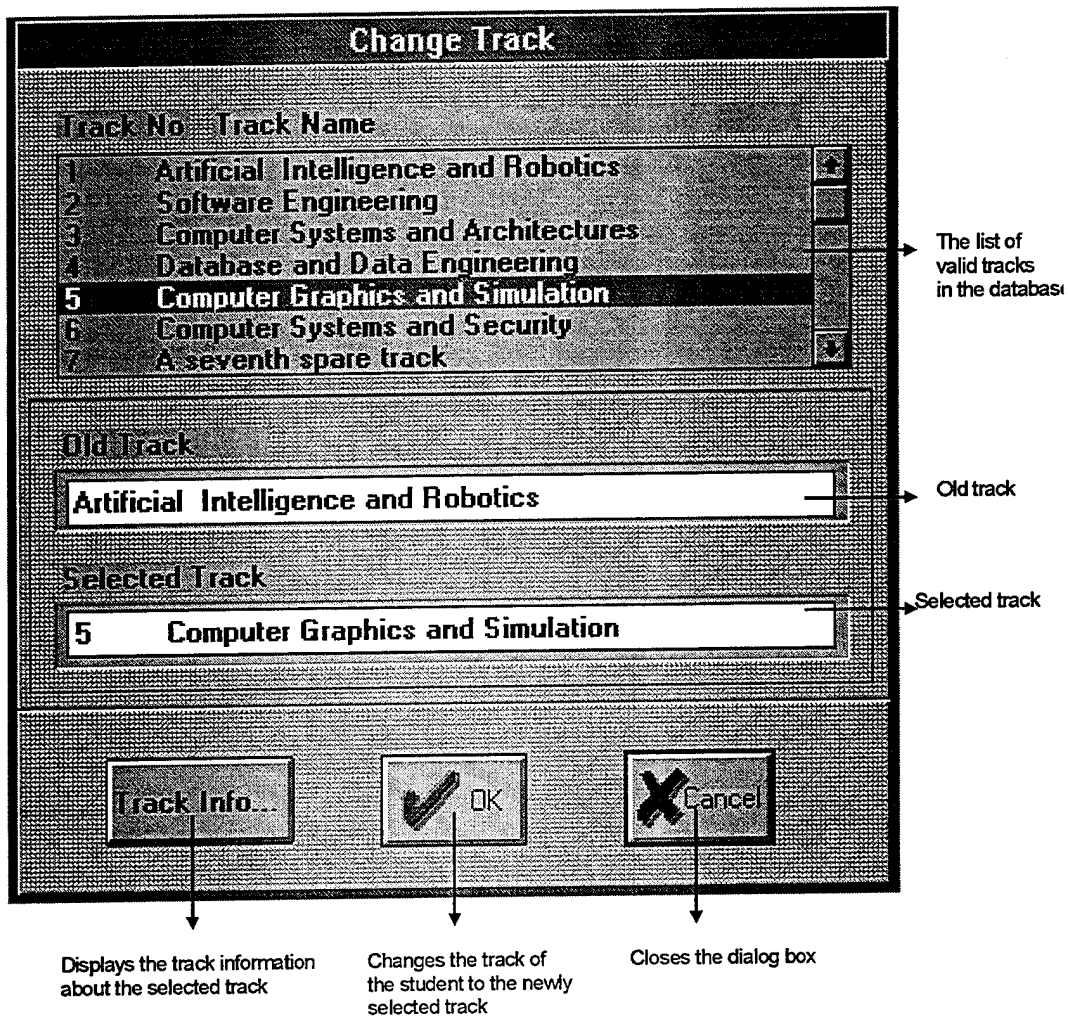 Change Track
Track No Track Name
1 Artificial Intelligence and Robotics
2 Software Engineering
3 Computer Systems and Architectures
4 Database and Data Engineering
5 Computer Graphics and Simulation
6 Computer Systems and Security
7 A seventh spare track
The list of
valid tracks
in the database
Old Track
Artificial Intelligence and Robotics
Old track
Selected Track
5 Computer Graphics and Simulation
Selected track
Track Info...
OK
Cancel
Displays the track information
about the selected track
Changes the track of
the student to the newly
selected track
Closes the dialog box